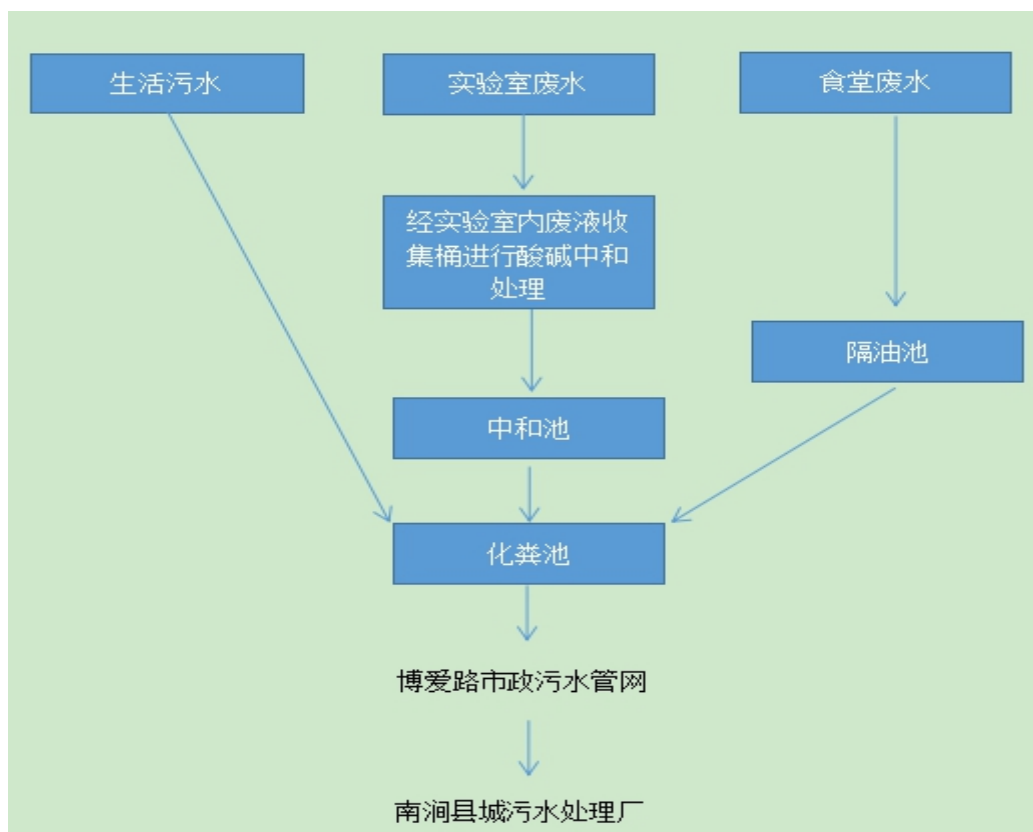 生活污水
实验室废水
食堂废水
经实验室内废液收
集桶进行酸碱中和
处理
隔油池
中和池
化粪池
博爱路市政污水管网
南涧县城污水处理厂